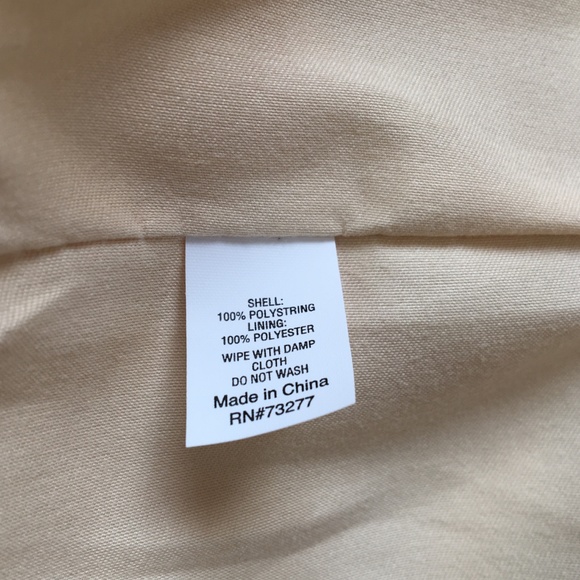 SHELL:
100% POLYSTRING
LINING:
100% POLYESTER
WIPE WITH DAMP
CLOTH
DO NOT WASH
Made in China
RN#73277